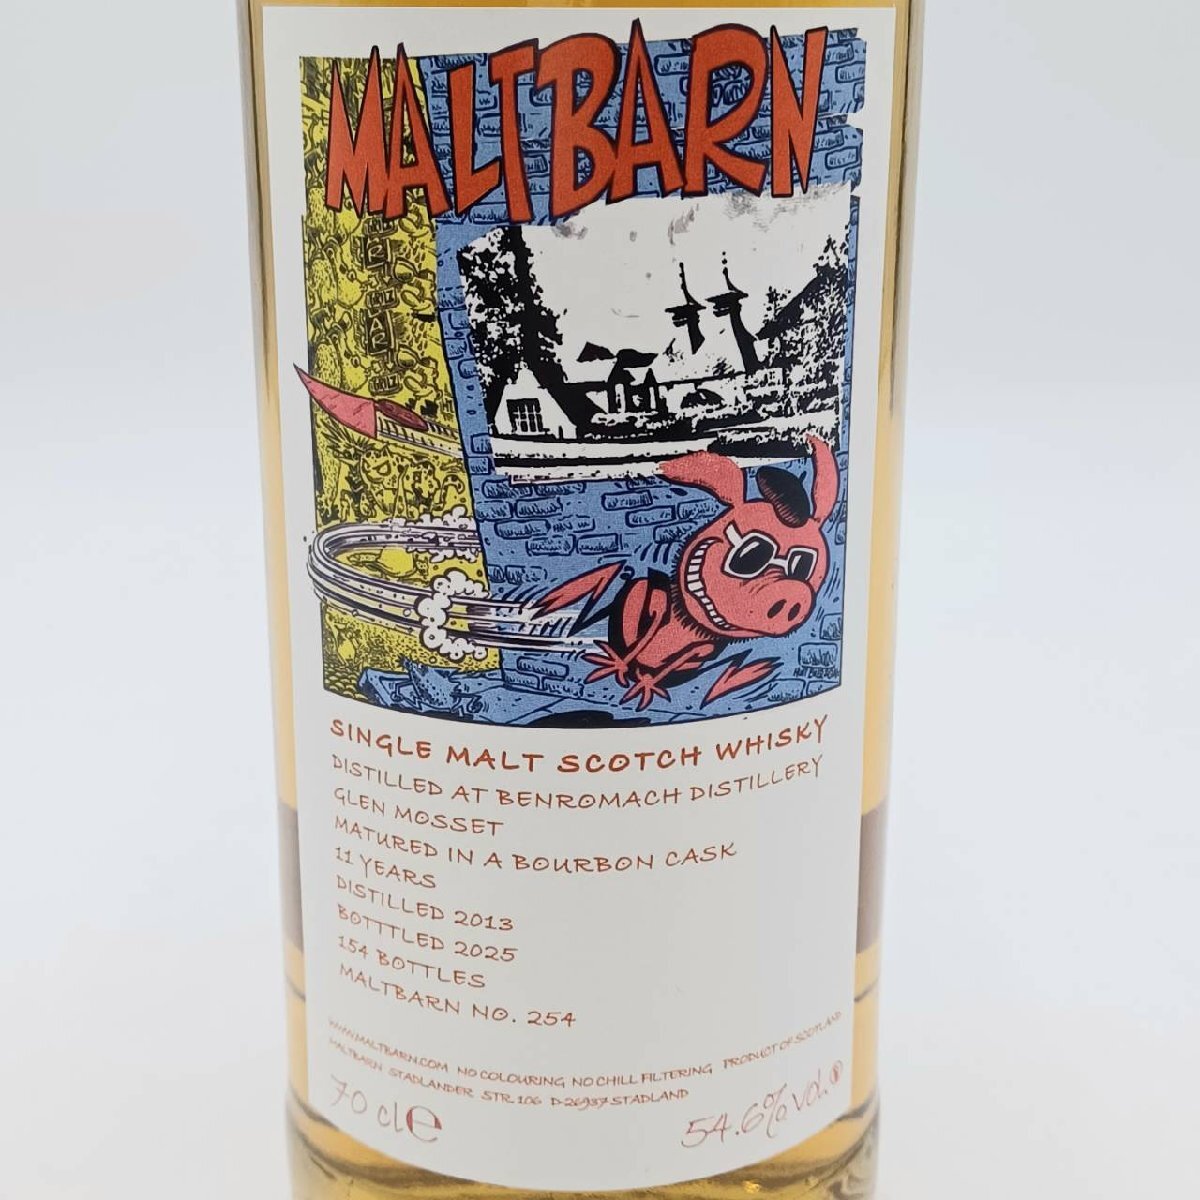 MALTBARN
SINGLE MALT SCOTCH WHISKY
DISTILLED AT BENROMACH DISTILLERY
GLEN MOSSET
MATURED IN A BOURBON CASK
11 YEARS
DISTILLED 2013
BOTTTLED 2025
154 BOTTLES
MALTBARN NO. 254
WWW.MALTBARN.COM NO COLOURING NO CHILL FILTERING PRODUCT OF SCOTLAND
MALTBARN STADLANDER STR. 106 D-26937 STADLAND
70 cl e 54.6% vol.